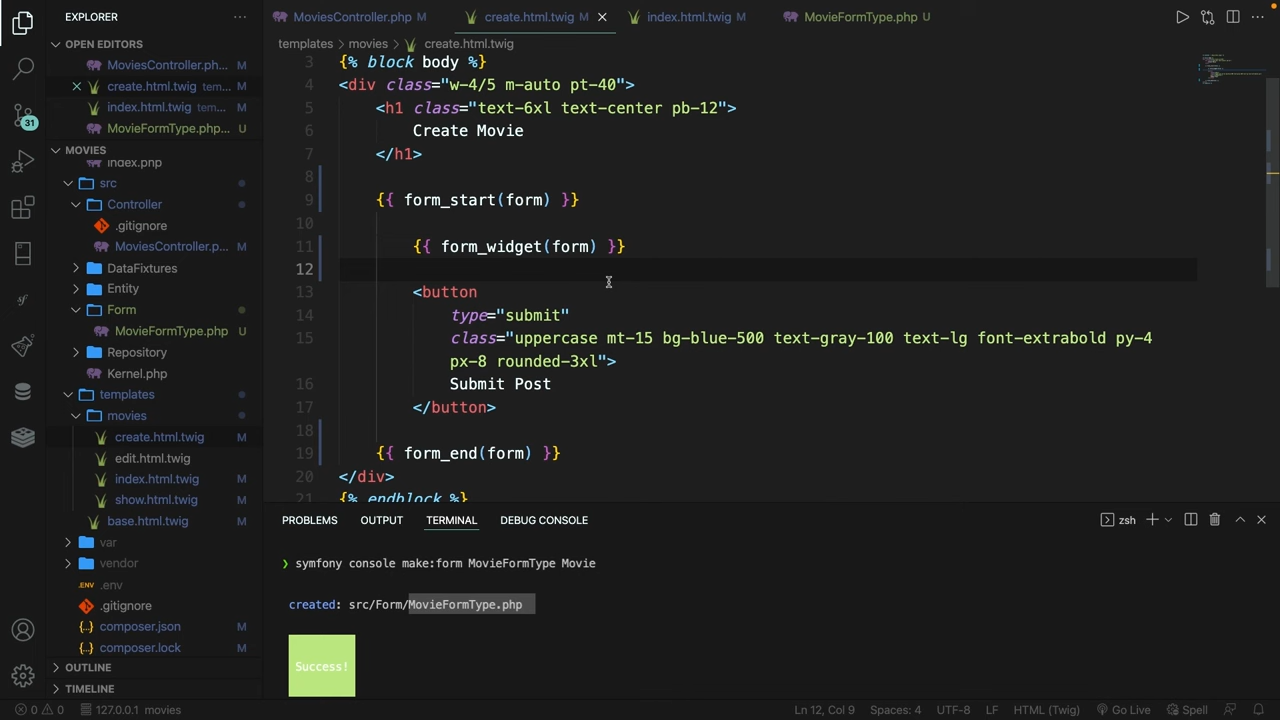 EXPLORER
OPEN EDITORS
MoviesController.ph... M
create.html.twig tem... M
index.html.twig tem... M
MovieFormType.php... U
MOVIES
index.php
src
Controller
.gitignore
MoviesController.p... M
DataFixtures
Entity
Form
MovieFormType.php U
Repository
Kernel.php
templates
movies
create.html.twig M
edit.html.twig
index.html.twig M
show.html.twig M
base.html.twig M
var
vendor
.ENV .env
.gitignore
composer.json M
composer.lock M
OUTLINE
TIMELINE
31
MoviesController.php M
create.html.twig M
index.html.twig M
MovieFormType.php U
templates > movies > create.html.twig
3 {% block body %}
4 <div class="w-4/5 m-auto pt-40">
5 <h1 class="text-6xl text-center pb-12">
6 Create Movie
7 </h1>
8
9 {{ form_start(form) }}
10
11 {{ form_widget(form) }}
12
13 <button
14 type="submit"
15 class="uppercase mt-15 bg-blue-500 text-gray-100 text-lg font-extrabold py-4
px-8 rounded-3xl">
16 Submit Post
17 </button>
18
19 {{ form_end(form) }}
20 </div>
21 {% endblock %}
PROBLEMS OUTPUT TERMINAL DEBUG CONSOLE
zsh
❯ symfony console make:form MovieFormType Movie
created: src/Form/MovieFormType.php
Success!
0 0 127.0.0.1 movies Ln 12, Col 9 Spaces: 4 UTF-8 LF HTML (Twig) Go Live Spell